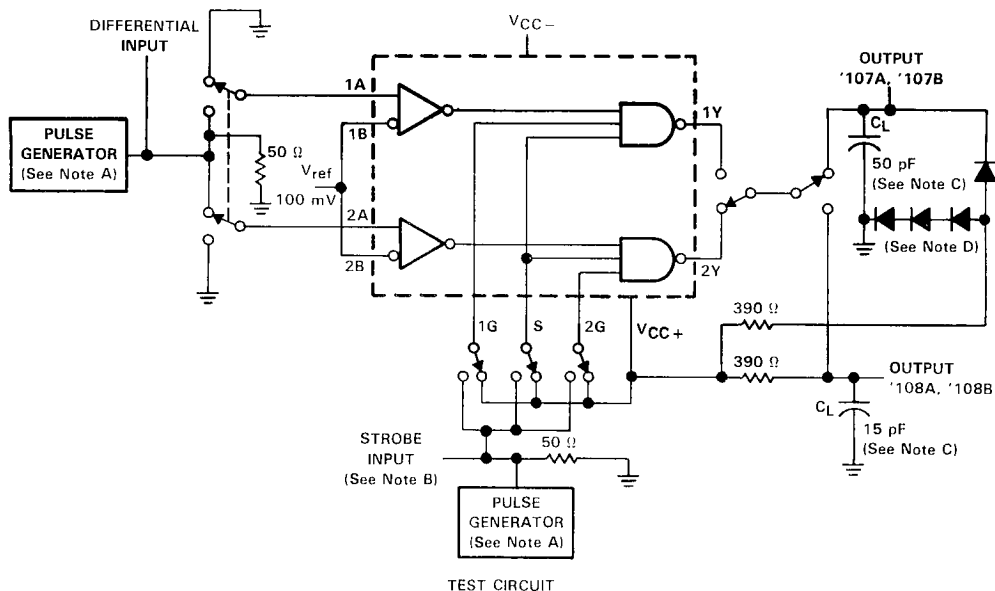 VCC−
DIFFERENTIAL
INPUT
OUTPUT
'107A, '107B
1A
1Y
CL
PULSE
GENERATOR
(See Note A)
50 Ω
1B
Vref
100 mV
50 pF
(See Note C)
2A
2B
2Y
(See Note D)
1G
S
2G
VCC+
390 Ω
390 Ω
OUTPUT
'108A, '108B
CL
15 pF
(See Note C)
STROBE
INPUT
(See Note B)
50 Ω
PULSE
GENERATOR
(See Note A)
TEST CIRCUIT